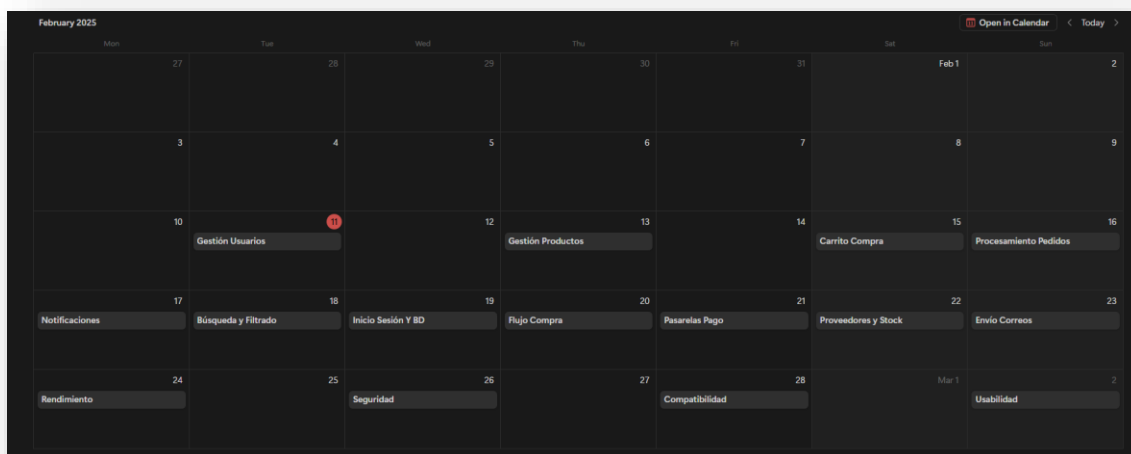 February 2025
Open in Calendar
Today
Mon Tue Wed Thu Fri Sat Sun
27 28 29 30 31 Feb 1 2
3 4 5 6 7 8 9
10 11 12 13 14 15 16
Gestión Usuarios Gestión Productos Carrito Compra Procesamiento Pedidos
17 18 19 20 21 22 23
Notificaciones Búsqueda y Filtrado Inicio Sesión Y BD Flujo Compra Pasarelas Pago Proveedores y Stock Envío Correos
24 25 26 27 28 Mar 1 2
Rendimiento Seguridad Compatibilidad Usabilidad